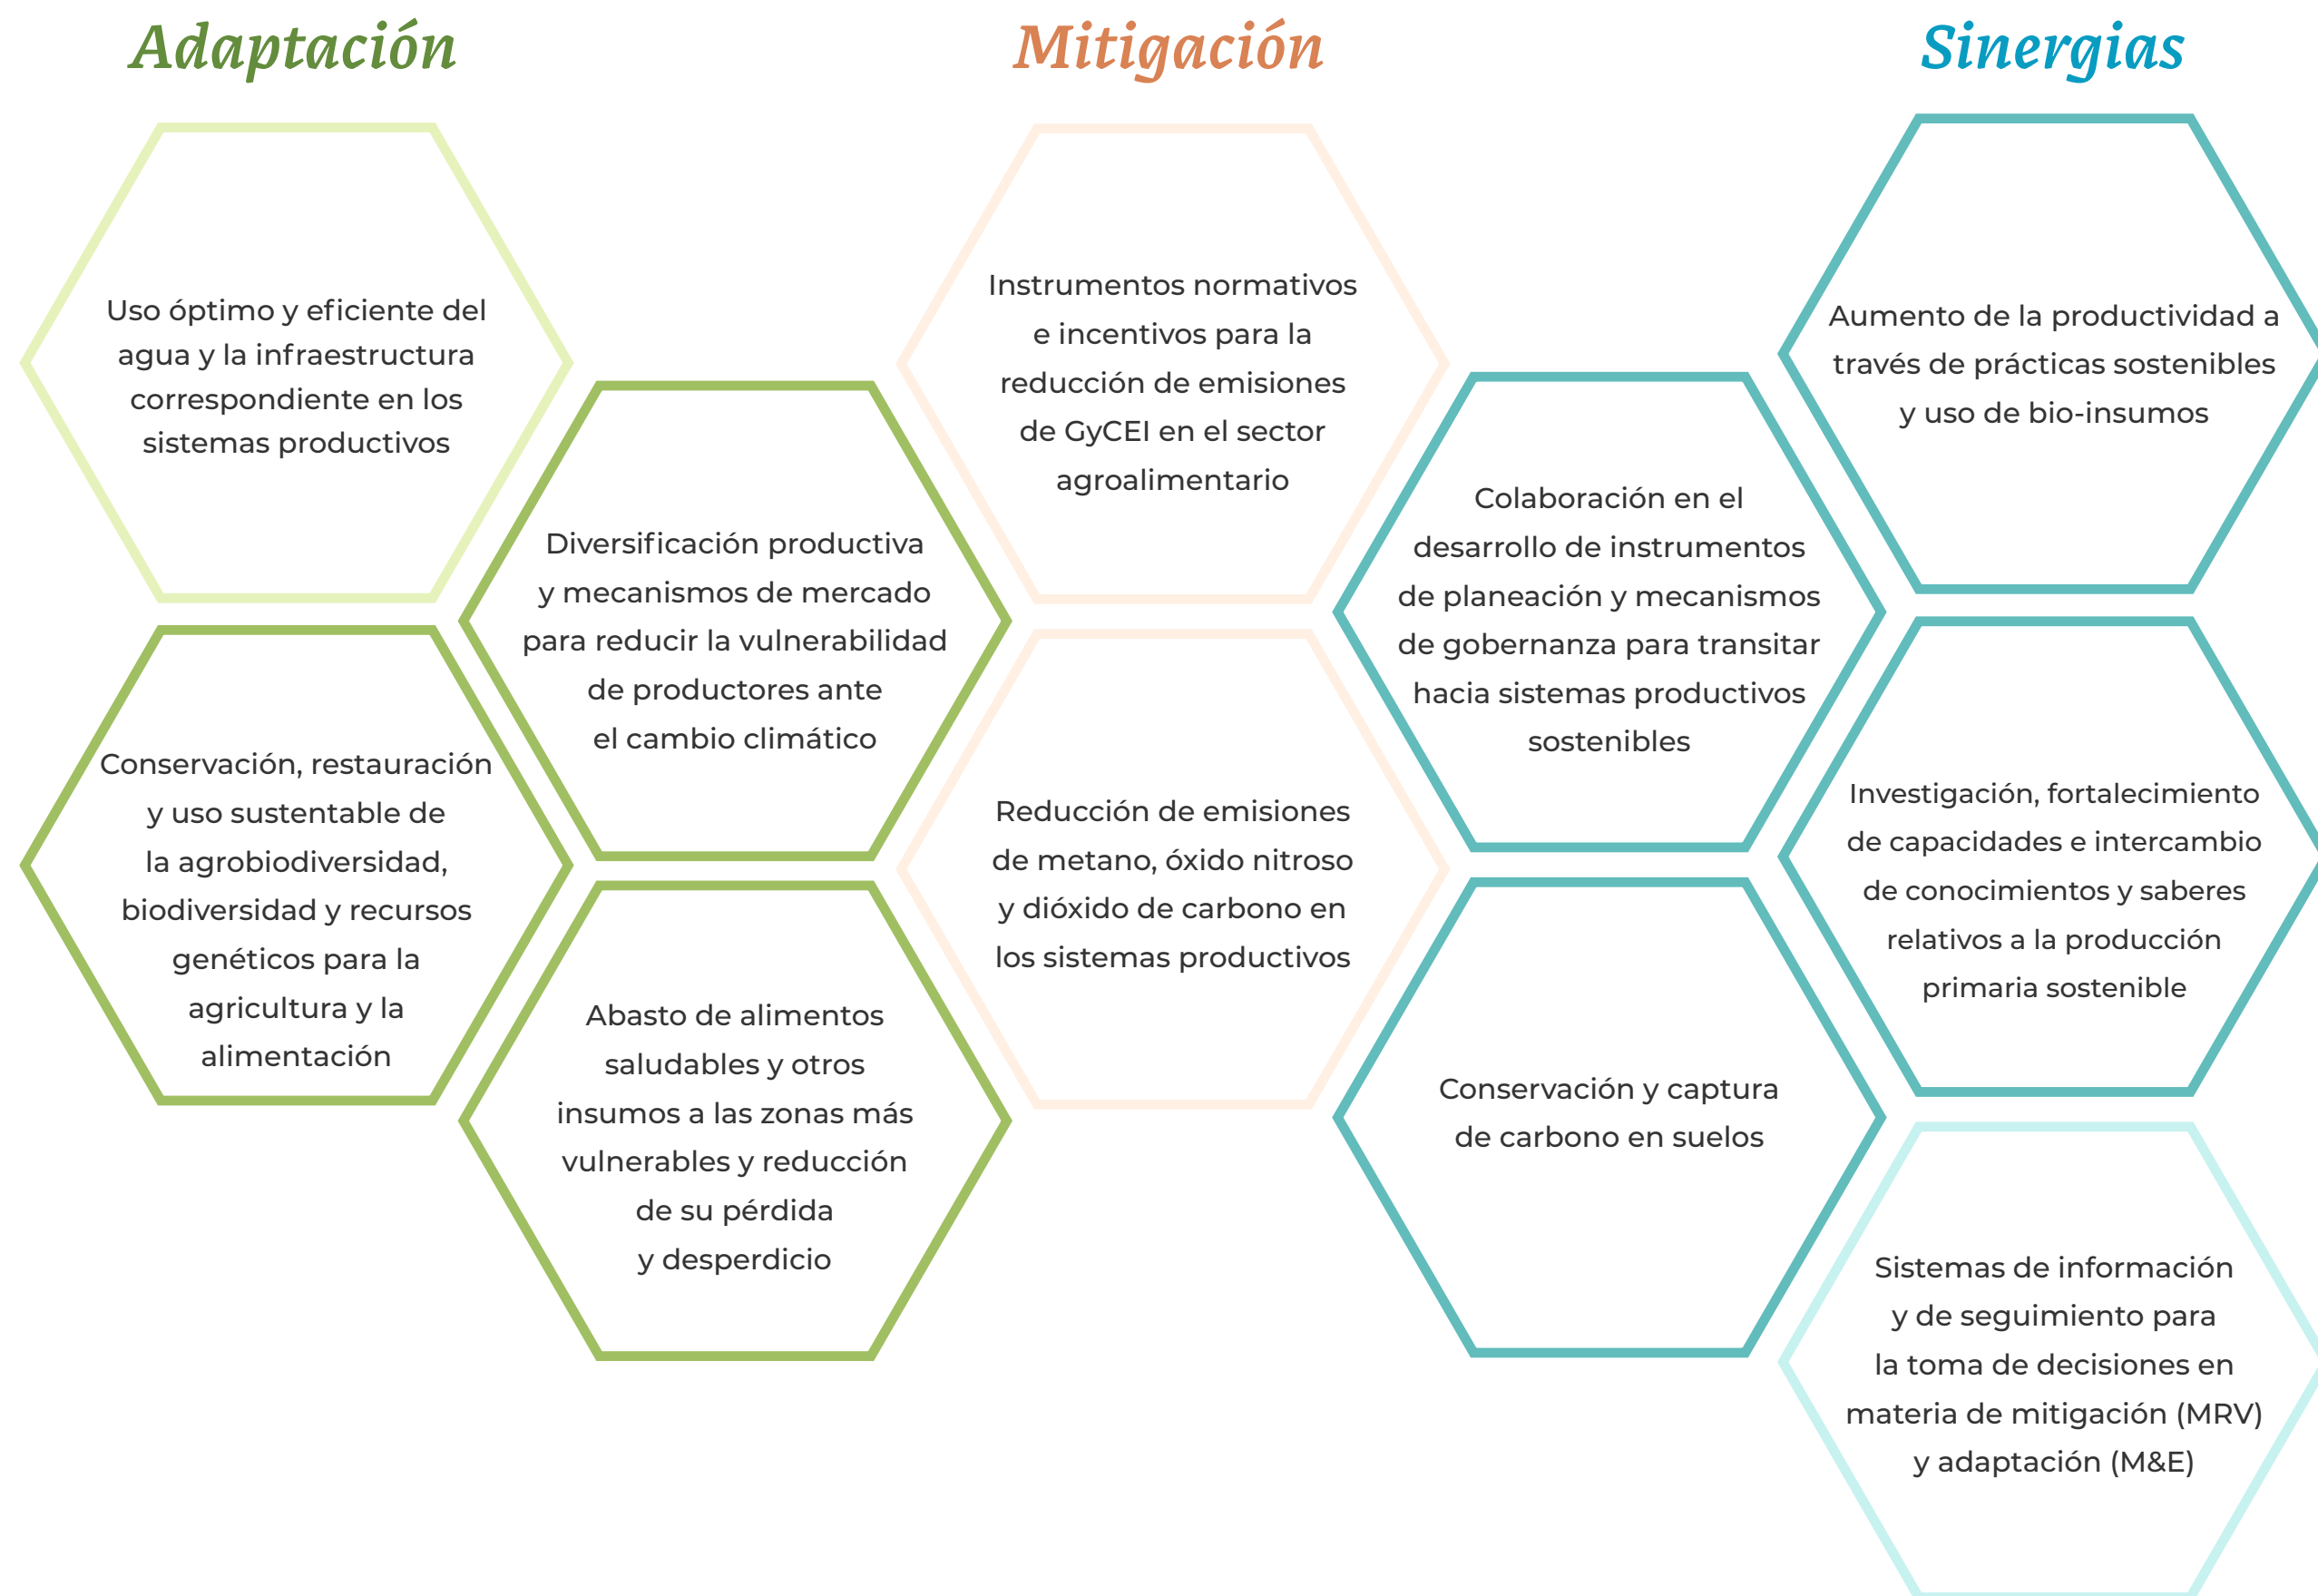 Adaptación
Uso óptimo y eficiente del
agua y la infraestructura
correspondiente en los
sistemas productivos
Conservación, restauración
y uso sustentable de
la agrobiodiversidad,
biodiversidad y recursos
genéticos para la
agricultura y la
alimentación
Diversificación productiva
y mecanismos de mercado
para reducir la vulnerabilidad
de productores ante
el cambio climático
Abasto de alimentos
saludables y otros
insumos a las zonas más
vulnerables y reducción
de su pérdida
y desperdicio
Mitigación
Instrumentos normativos
e incentivos para la
reducción de emisiones
de GyCEI en el sector
agroalimentario
Reducción de emisiones
de metano, óxido nitroso
y dióxido de carbono en
los sistemas productivos
Sinergias
Colaboración en el
desarrollo de instrumentos
de planeación y mecanismos
de gobernanza para transitar
hacia sistemas productivos
sostenibles
Conservación y captura
de carbono en suelos
Aumento de la productividad a
través de prácticas sostenibles
y uso de bio-insumos
Investigación, fortalecimiento
de capacidades e intercambio
de conocimientos y saberes
relativos a la producción
primaria sostenible
Sistemas de información
y de seguimiento para
la toma de decisiones en
materia de mitigación (MRV)
y adaptación (M&E)